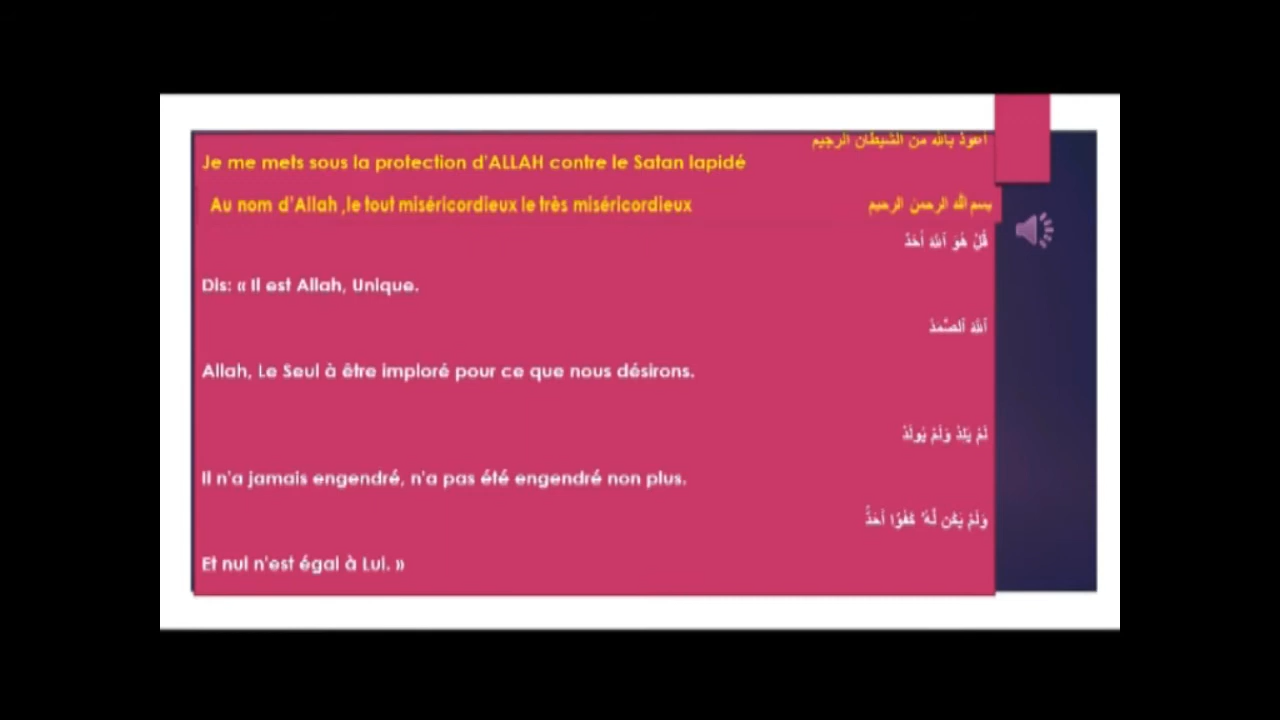 أعوذ بالله من الشيطان الرجيم
Je me mets sous la protection d'ALLAH contre le Satan lapidé
بسم الله الرحمن الرحيم
Au nom d'Allah ,le tout miséricordieux le très miséricordieux
قُلْ هُوَ ٱللَّهُ أَحَدٌ
Dis: « Il est Allah, Unique.
ٱللَّهُ ٱلصَّمَدُ
Allah, Le Seul à être imploré pour ce que nous désirons.
لَمْ يَلِدْ وَلَمْ يُولَدْ
Il n'a jamais engendré, n'a pas été engendré non plus.
وَلَمْ يَكُن لَّهُۥ كُفُوًا أَحَدٌۢ
Et nul n'est égal à Lui. »